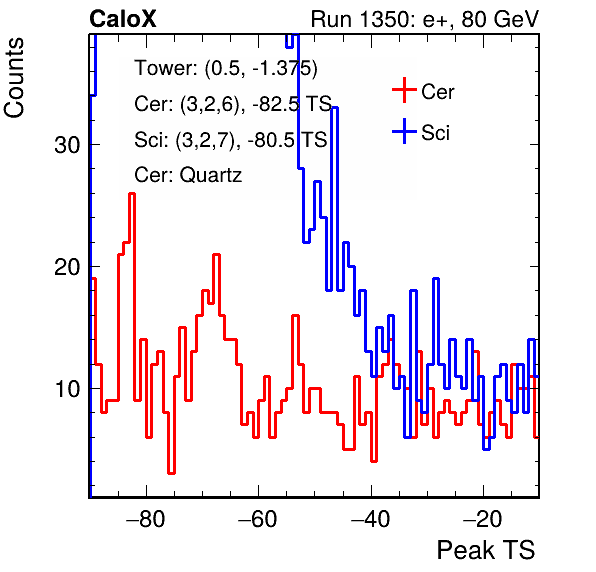 CaloX Run 1350: e+, 80 GeV
Counts
Tower: (0.5, -1.375)
Cer: (3,2,6), -82.5 TS
Sci: (3,2,7), -80.5 TS
Cer: Quartz
Cer
Sci
30
20
10
−80 −60 −40 −20
Peak TS